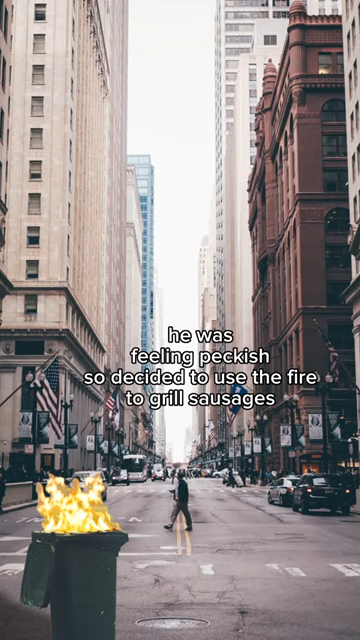 he was
feeling peckish
so decided to use the fire
to grill sausages